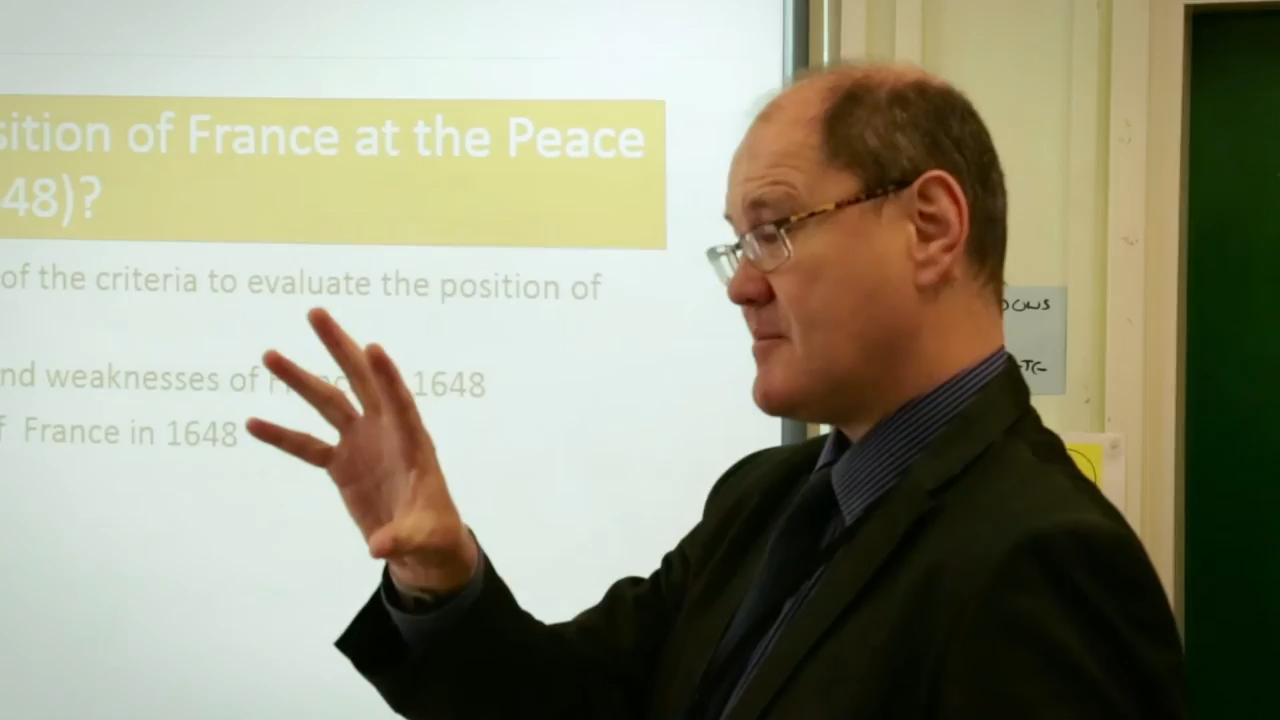 sition of France at the Peace
48)?
of the criteria to evaluate the position of
nd weaknesses of 1648
f France in 1648